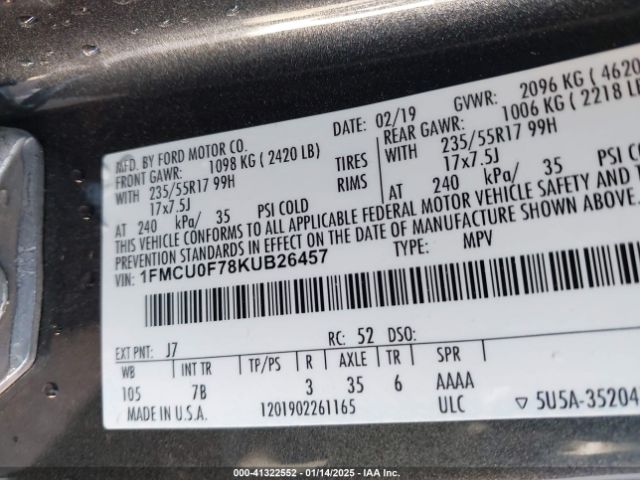 MFD. BY FORD MOTOR CO.
DATE: 02/19 GVWR: 2096 KG ( 4620
FRONT GAWR: 1098 KG ( 2420 LB)
REAR GAWR: 1006 KG ( 2218 LB
WITH 235/55R17 99H TIRES WITH 235/55R17 99H
17x7.5J RIMS 17x7.5J
AT 240 kPa/ 35 PSI COLD AT 240 kPa/ 35 PSI CO
THIS VEHICLE CONFORMS TO ALL APPLICABLE FEDERAL MOTOR VEHICLE SAFETY AND T
PREVENTION STANDARDS IN EFFECT ON THE DATE OF MANUFACTURE SHOWN ABOVE.
VIN: 1FMCU0F78KUB26457 TYPE: MPV
EXT PNT: J7 RC: 52 DSO:
WB INT TR TP/PS R AXLE TR SPR
105 7B 3 35 6 AAAA
MADE IN U.S.A. 1201902261165 ULC ▽ 5U5A-35204
000-41322552 - 01/14/2025 - IAA Inc.